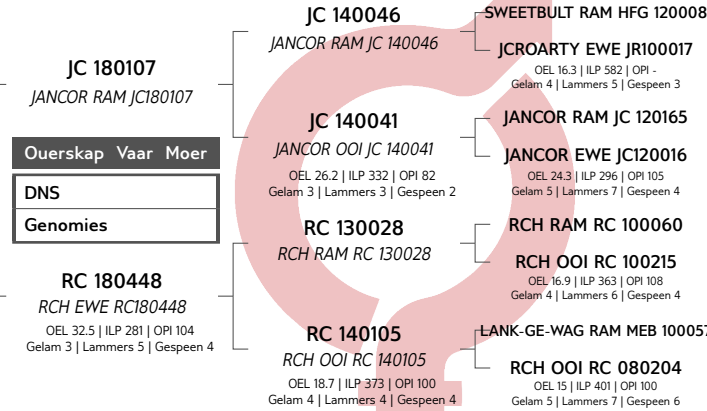 JC 180107
JANCOR RAM JC180107
Ouerskap Vaar Moer
DNS
Genomies
RC 180448
RCH EWE RC180448
OEL 32.5 | ILP 281 | OPI 104
Gelam 3 | Lammers 5 | Gespeen 4
JC 140046
JANCOR RAM JC 140046
JC 140041
JANCOR OOI JC 140041
OEL 26.2 | ILP 332 | OPI 82
Gelam 3 | Lammers 3 | Gespeen 2
RC 130028
RCH RAM RC 130028
RC 140105
RCH OOI RC 140105
OEL 18.7 | ILP 373 | OPI 100
Gelam 4 | Lammers 4 | Gespeen 4
SWEETBULT RAM HFG 120008
JCROARTY EWE JR100017
OEL 16.3 | ILP 582 | OPI -
Gelam 4 | Lammers 5 | Gespeen 3
JANCOR RAM JC 120165
JANCOR EWE JC120016
OEL 24.3 | ILP 296 | OPI 105
Gelam 5 | Lammers 7 | Gespeen 4
RCH RAM RC 100060
RCH OOI RC 100215
OEL 16.9 | ILP 363 | OPI 108
Gelam 4 | Lammers 6 | Gespeen 4
LANK-GE-WAG RAM MEB 100057
RCH OOI RC 080204
OEL 15 | ILP 401 | OPI 100
Gelam 5 | Lammers 7 | Gespeen 6